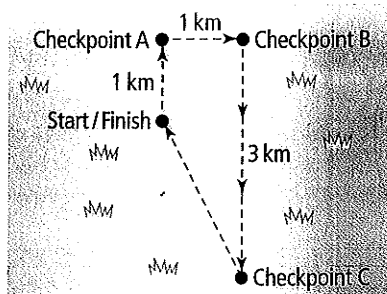 1 km
Checkpoint A
Checkpoint B
1 km
Start/Finish
3 km
Checkpoint C